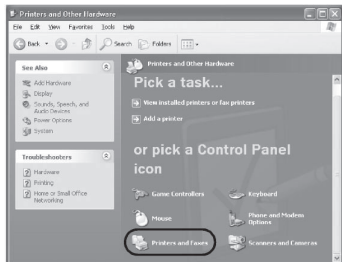 Printers and Other Hardware
File Edit View Favorites Tools Help
Back Search Folders
See Also
Add Hardware
Display
Sounds, Speech, and
Audio Devices
Power Options
System
Troubleshooters
Hardware
Printing
Home or Small Office
Networking
Printers and Other Hardware
Pick a task...
View installed printers or fax printers
Add a printer
or pick a Control Panel
icon
Game Controllers
Keyboard
Mouse
Phone and Modem
Options
Printers and Faxes
Scanners and Cameras